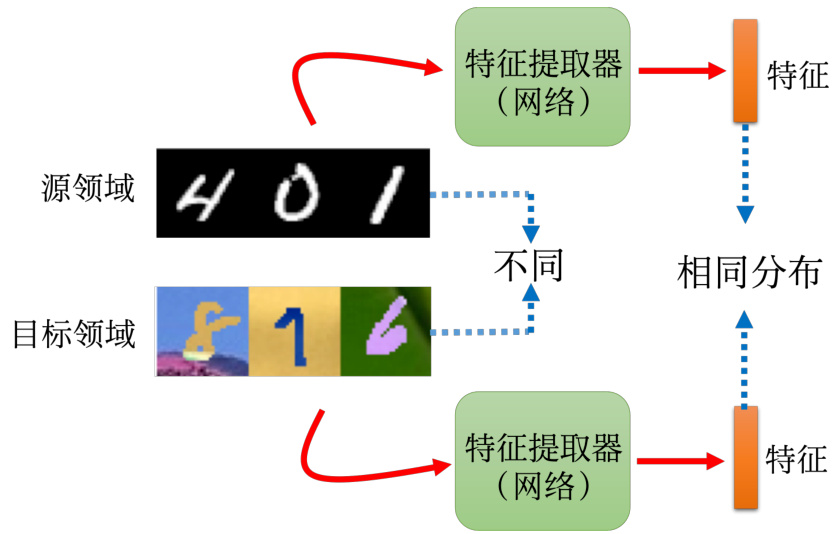 特征提取器
（网络）
特征
源领域
4 0 1
不同
相同分布
目标领域
8 1 6
特征提取器
（网络）
特征